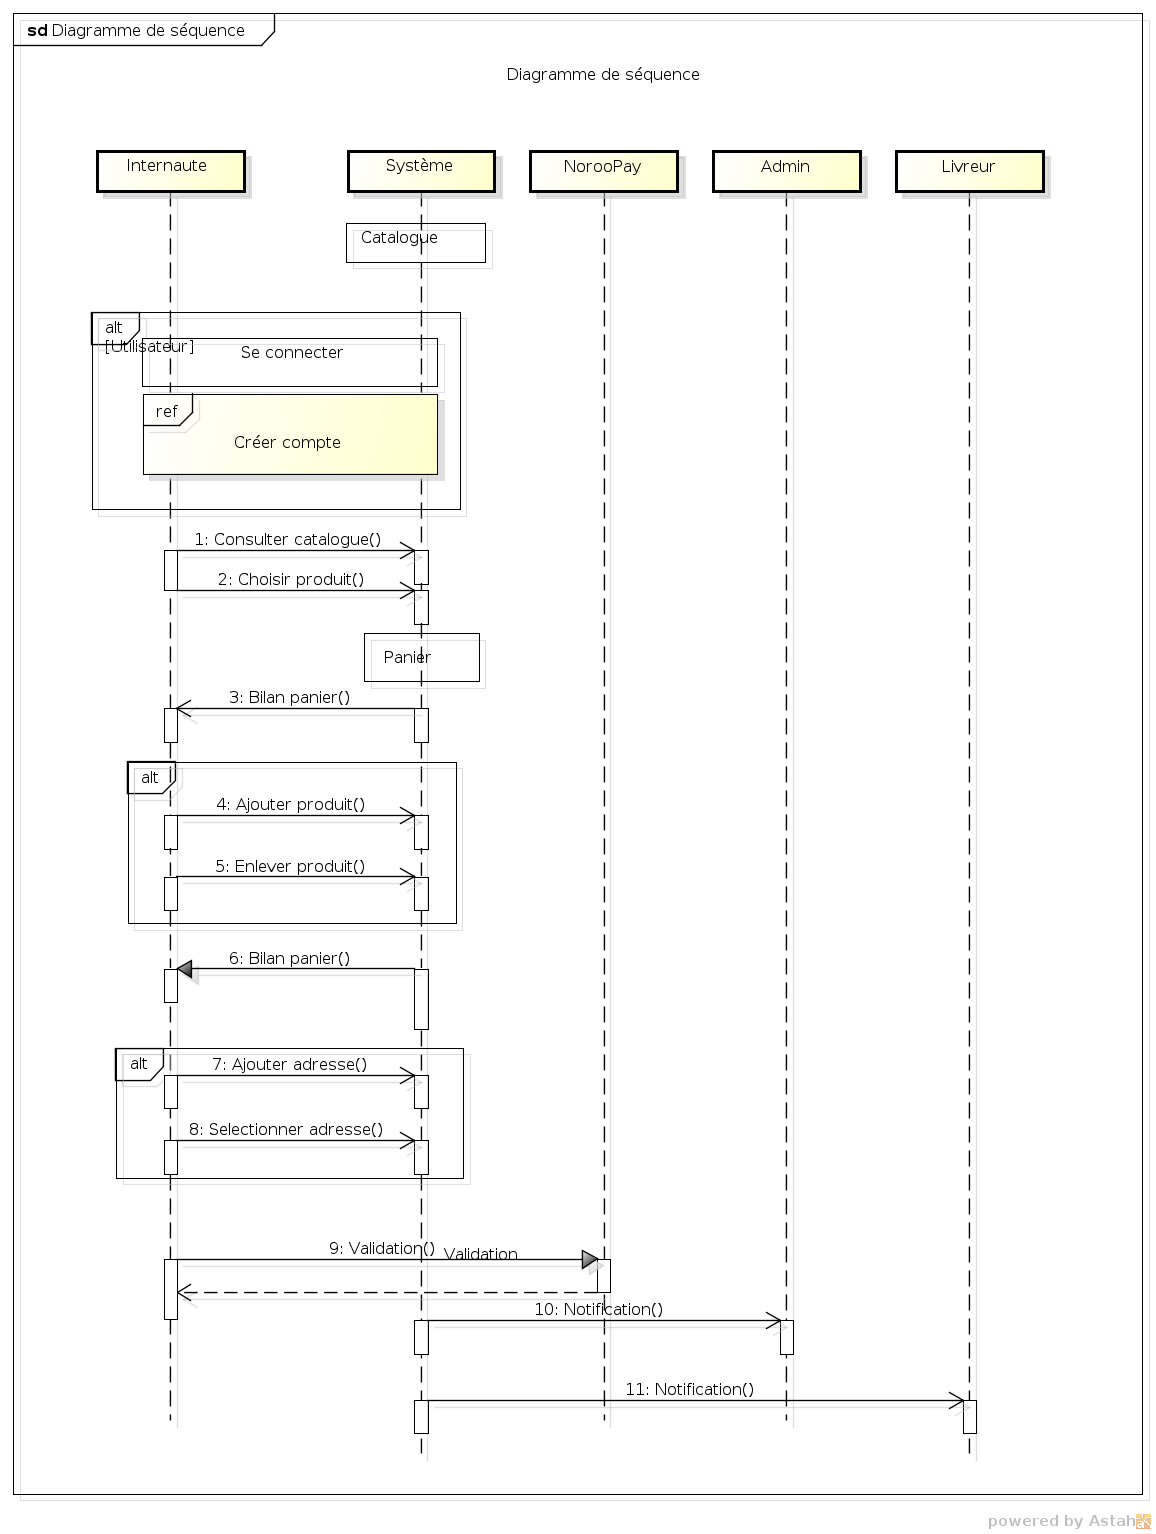 sd Diagramme de séquence
Diagramme de séquence
Internaute
Système
NorooPay
Admin
Livreur
Catalogue
alt
[Utilisateur]
Se connecter
ref
Créer compte
1: Consulter catalogue()
2: Choisir produit()
Panier
3: Bilan panier()
alt
4: Ajouter produit()
5: Enlever produit()
6: Bilan panier()
alt
7: Ajouter adresse()
8: Selectionner adresse()
9: Validation()
Validation
10: Notification()
11: Notification()
powered by Astah